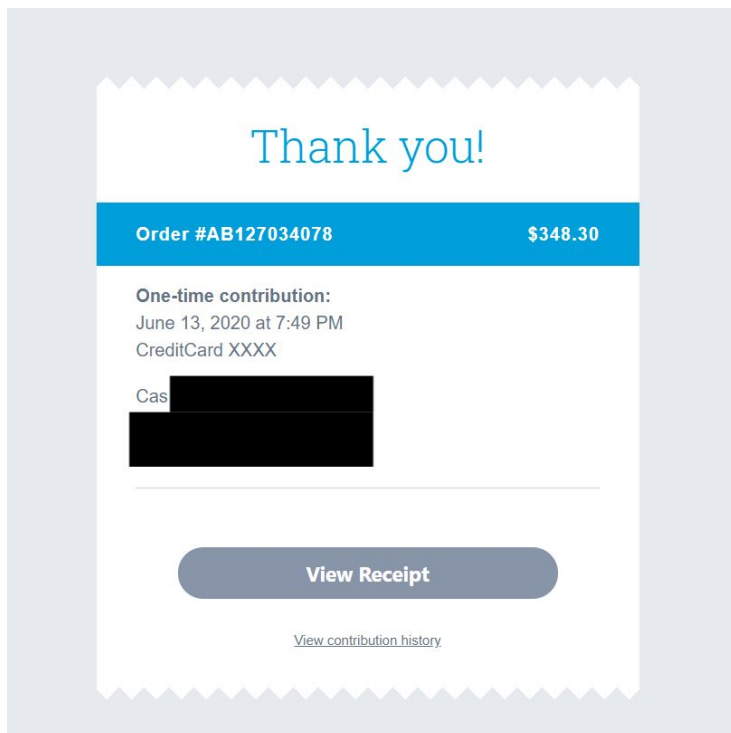 Thank you!
Order #AB127034078 $348.30
One-time contribution:
June 13, 2020 at 7:49 PM
CreditCard XXXX
Cas
View Receipt
View contribution history